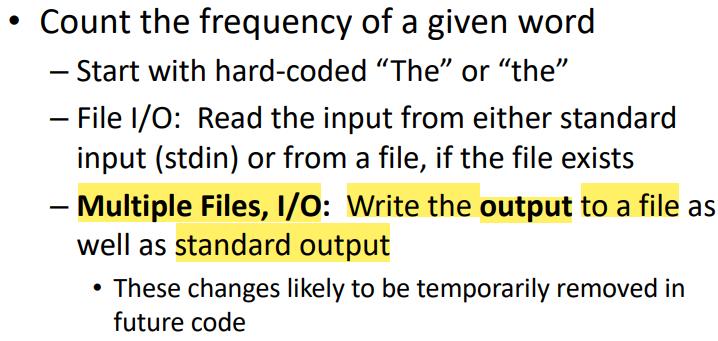 • Count the frequency of a given word
– Start with hard-coded “The” or “the”
– File I/O:  Read the input from either standard
input (stdin) or from a file, if the file exists
– Multiple Files, I/O:  Write the output to a file as
well as standard output
• These changes likely to be temporarily removed in
future code